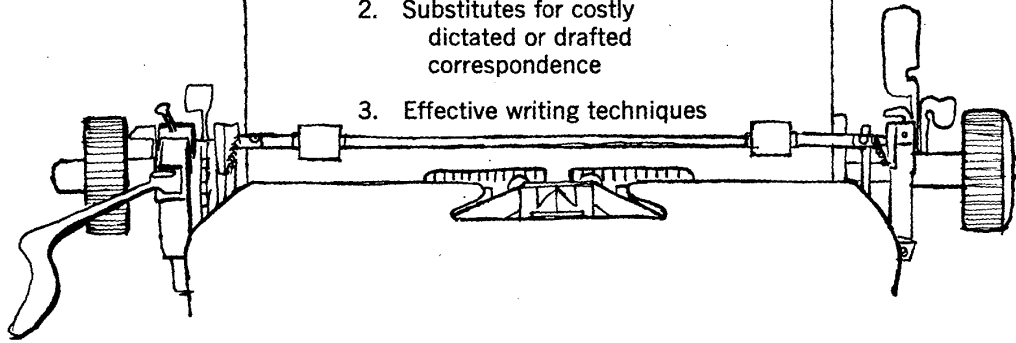 2. Substitutes for costly
dictated or drafted
correspondence
3. Effective writing techniques